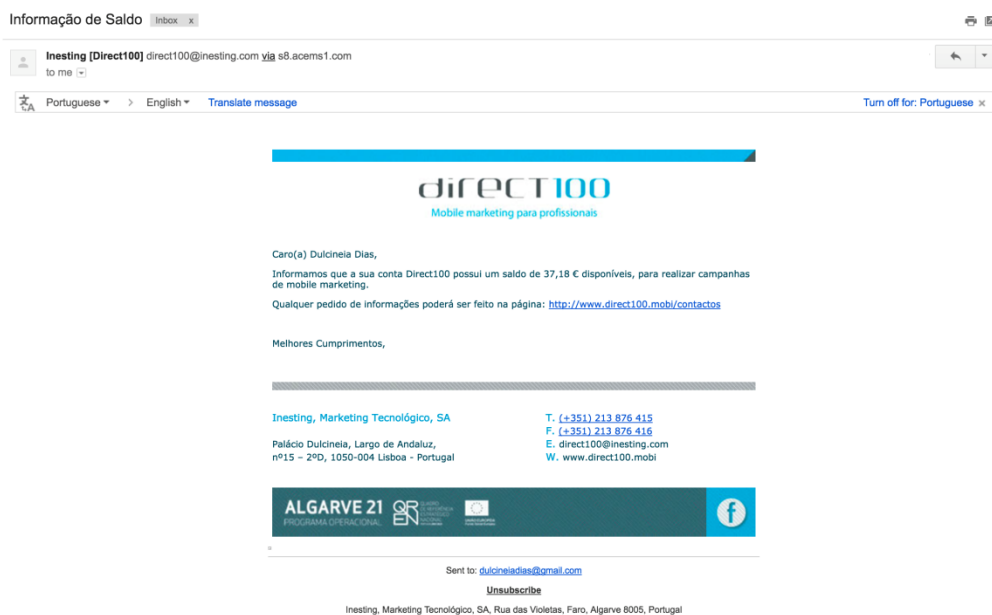 Informação de Saldo Inbox x
Inesting [Direct100] direct100@inesting.com via s8.acems1.com
to me
Portuguese > English Translate message Turn off for: Portuguese x
direct100
Mobile marketing para profissionais
Caro(a) Dulcineia Dias,
Informamos que a sua conta Direct100 possui um saldo de 37,18 € disponíveis, para realizar campanhas
de mobile marketing.
Qualquer pedido de informações poderá ser feito na página: http://www.direct100.mobi/contactos
Melhores Cumprimentos,
Inesting, Marketing Tecnológico, SA
Palácio Dulcineia, Largo de Andaluz,
nº15 – 2ºD, 1050-004 Lisboa - Portugal
T. (+351) 213 876 415
F. (+351) 213 876 416
E. direct100@inesting.com
W. www.direct100.mobi
ALGARVE 21
PROGRAMA OPERACIONAL
QREN
f
Sent to: dulcineiadias@gmail.com
Unsubscribe
Inesting, Marketing Tecnológico, SA, Rua das Violetas, Faro, Algarve 8005, Portugal